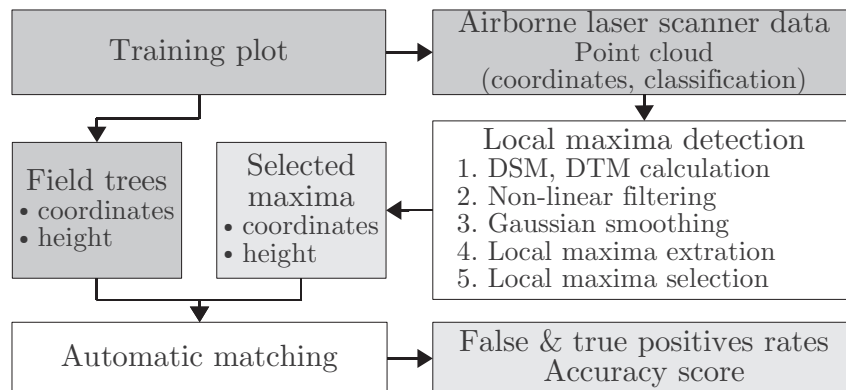 Training plot
Airborne laser scanner data
Point cloud
(coordinates, classification)
Field trees
• coordinates
• height
Selected
maxima
• coordinates
• height
Local maxima detection
1. DSM, DTM calculation
2. Non-linear filtering
3. Gaussian smoothing
4. Local maxima extration
5. Local maxima selection
Automatic matching
False & true positives rates
Accuracy score